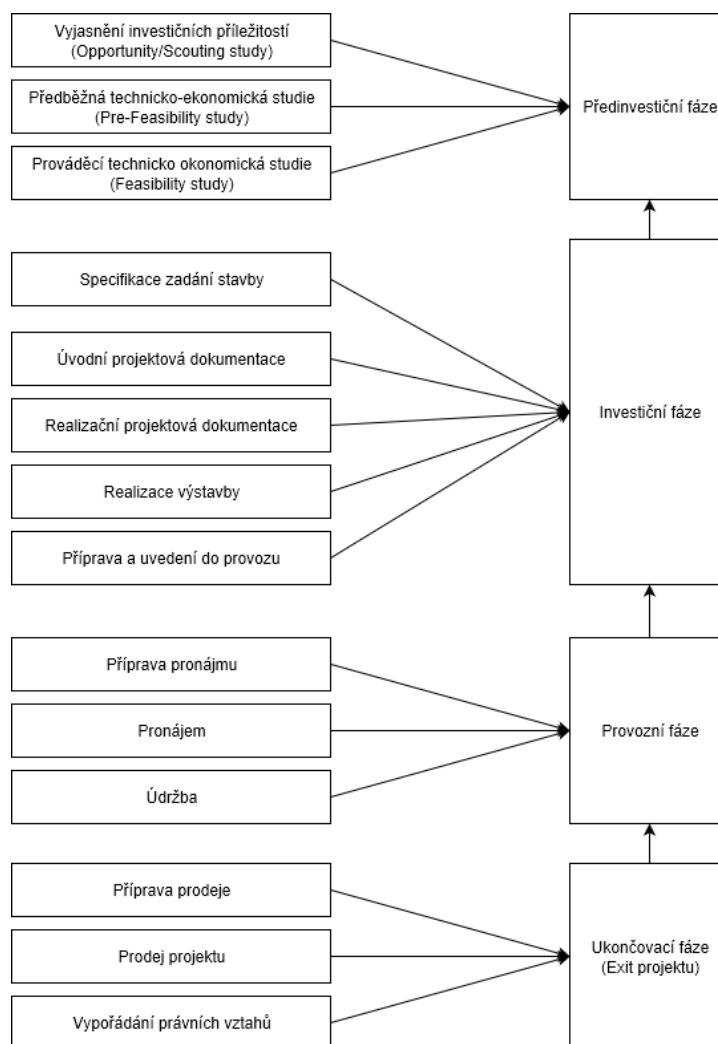 Vyjasnění investičních příležitostí
(Opportunity/Scouting study)
Předběžná technicko-ekonomická studie
(Pre-Feasibility study)
Prováděcí technicko okonomická studie
(Feasibility study)
Předinvestiční fáze
Specifikace zadání stavby
Úvodní projektová dokumentace
Realizační projektová dokumentace
Realizace výstavby
Příprava a uvedení do provozu
Investiční fáze
Příprava pronájmu
Pronájem
Údržba
Provozní fáze
Příprava prodeje
Prodej projektu
Vypořádání právních vztahů
Ukončovací fáze
(Exit projektu)